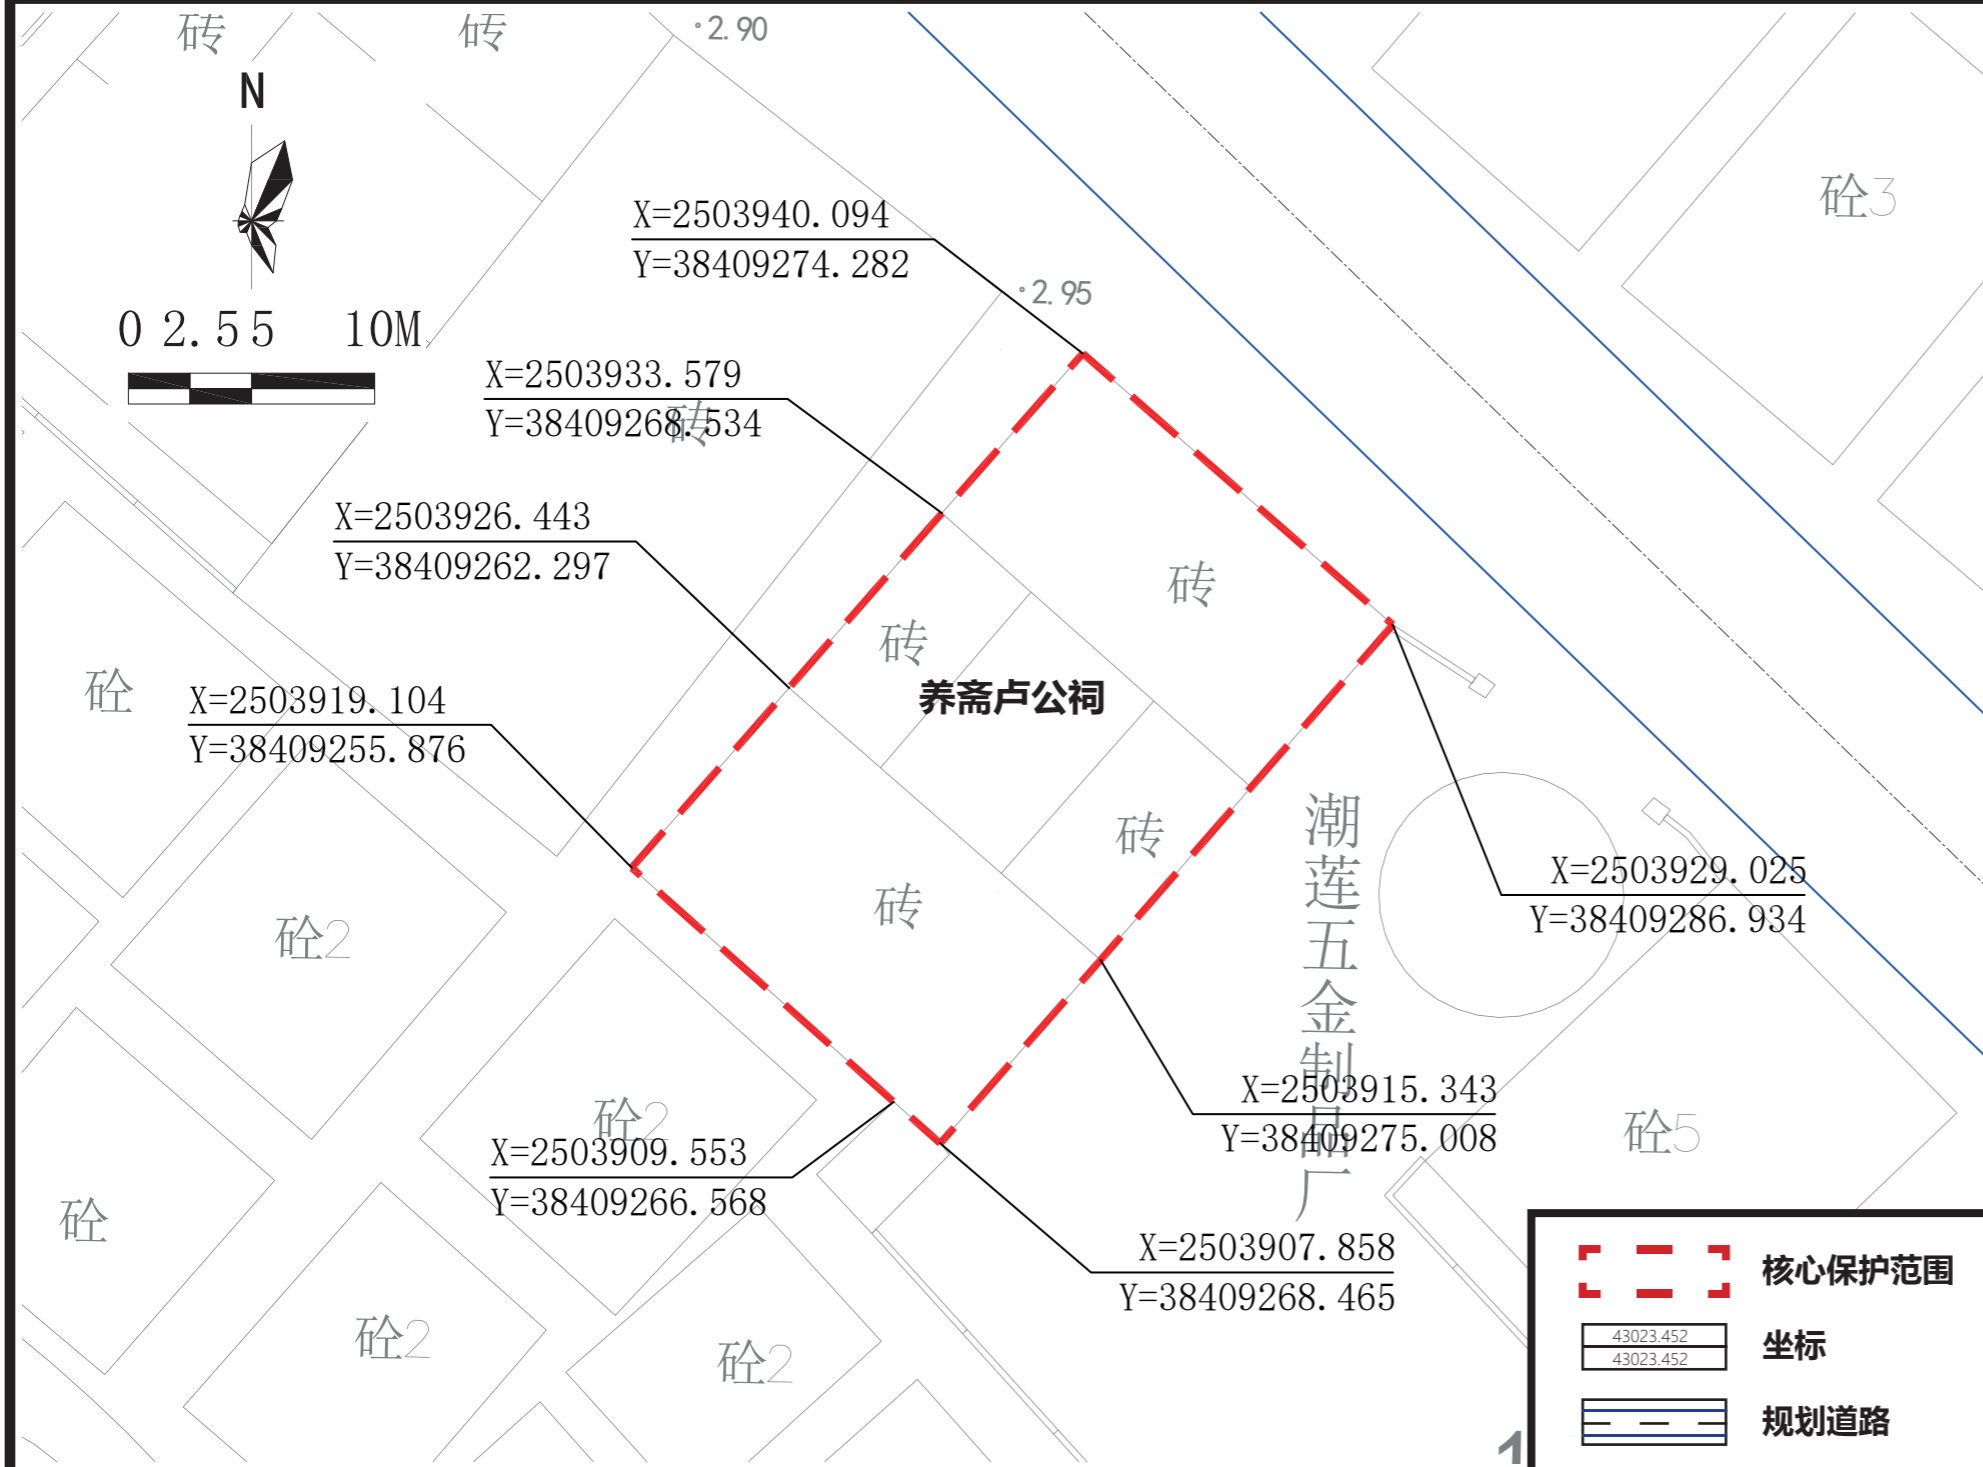 砖
砖
2.90
N
砼3
X=2503940.094
Y=38409274.282
2.95
0 2.55 10M
X=2503933.579
Y=38409268.534
砖
X=2503926.443
Y=38409262.297
砖
砖
砼
养斋卢公祠
X=2503919.104
Y=38409255.876
砖
潮莲五金制品厂
X=2503929.025
Y=38409286.934
砖
砼2
X=2503915.343
Y=38409275.008
砼2
砼5
X=2503909.553
Y=38409266.568
砼
X=2503907.858
Y=38409268.465
砼2
砼2
核心保护范围
43023.452
43023.452
坐标
规划道路
1